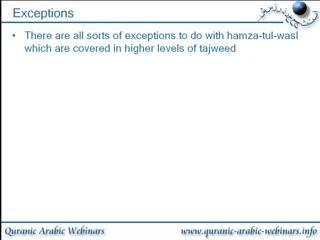 Exceptions
• There are all sorts of exceptions to do with hamza-tul-wasl
which are covered in higher levels of tajweed
Quranic Arabic Webinars www.quranic-arabic-webinars.info